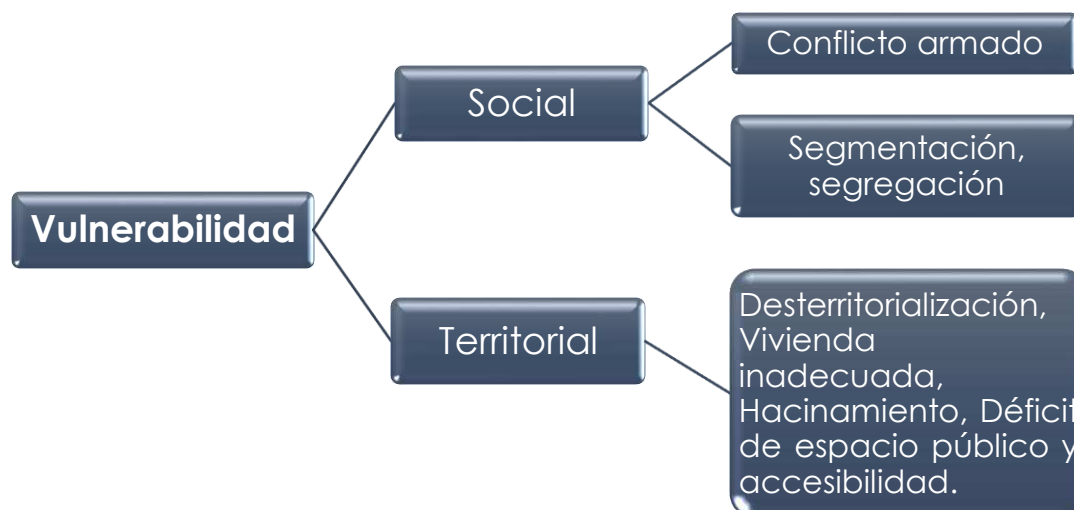 Vulnerabilidad
Social
Conflicto armado
Segmentación,
segregación
Territorial
Desterritorialización,
Vivienda
inadecuada,
Hacinamiento, Déficit
de espacio público y
accesibilidad.